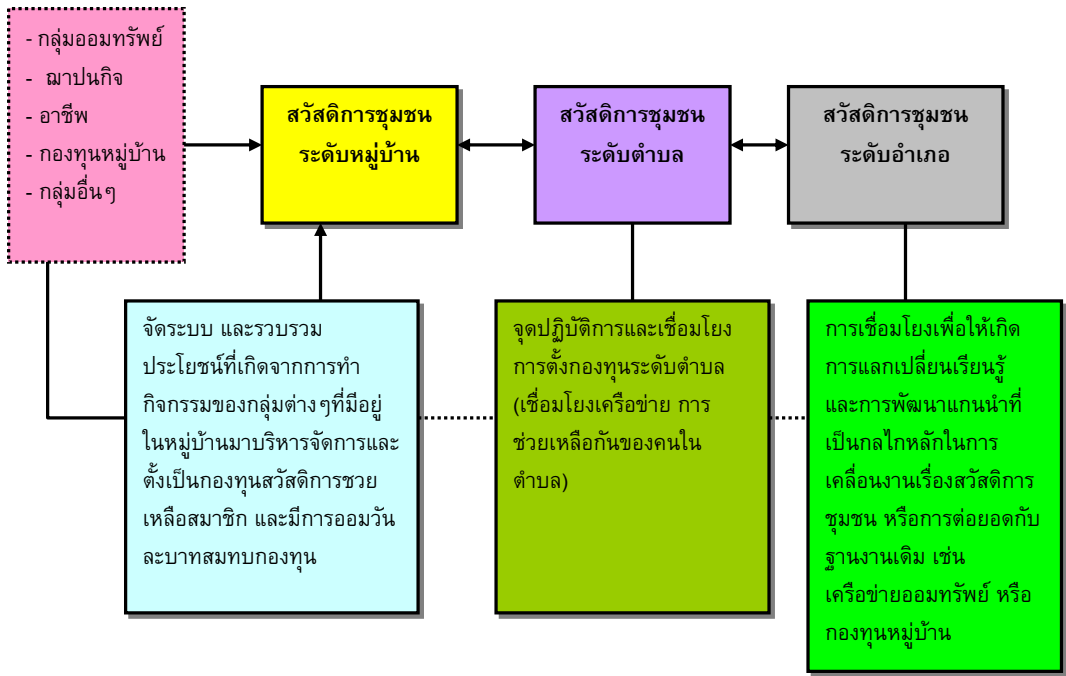 - กลุ่มออมทรัพย์
- ฌาปนกิจ
- อาชีพ
- กองทุนหมู่บ้าน
- กลุ่มอื่นๆ
สวัสดิการชุมชน
ระดับหมู่บ้าน
สวัสดิการชุมชน
ระดับตำบล
สวัสดิการชุมชน
ระดับอำเภอ
จัดระบบ และรวบรวม
ประโยชน์ที่เกิดจากการทำ
กิจกรรมของกลุ่มต่างๆที่มีอยู่
ในหมู่บ้านมาบริหารจัดการและ
ตั้งเป็นกองทุนสวัสดิการชวย
เหลือสมาชิก และมีการออมวัน
ละบาทสมทบกองทุน
จุดปฏิบัติการและเชื่อมโยง
การตั้งกองทุนระดับตำบล
(เชื่อมโยงเครือข่าย การ
ช่วยเหลือกันของคนใน
ตำบล)
การเชื่อมโยงเพื่อให้เกิด
การแลกเปลี่ยนเรียนรู้
และการพัฒนาแกนนำที่
เป็นกลไกหลักในการ
เคลื่อนงานเรื่องสวัสดิการ
ชุมชน หรือการต่อยอดกับ
ฐานงานเดิม เช่น
เครือข่ายออมทรัพย์ หรือ
กองทุนหมู่บ้าน